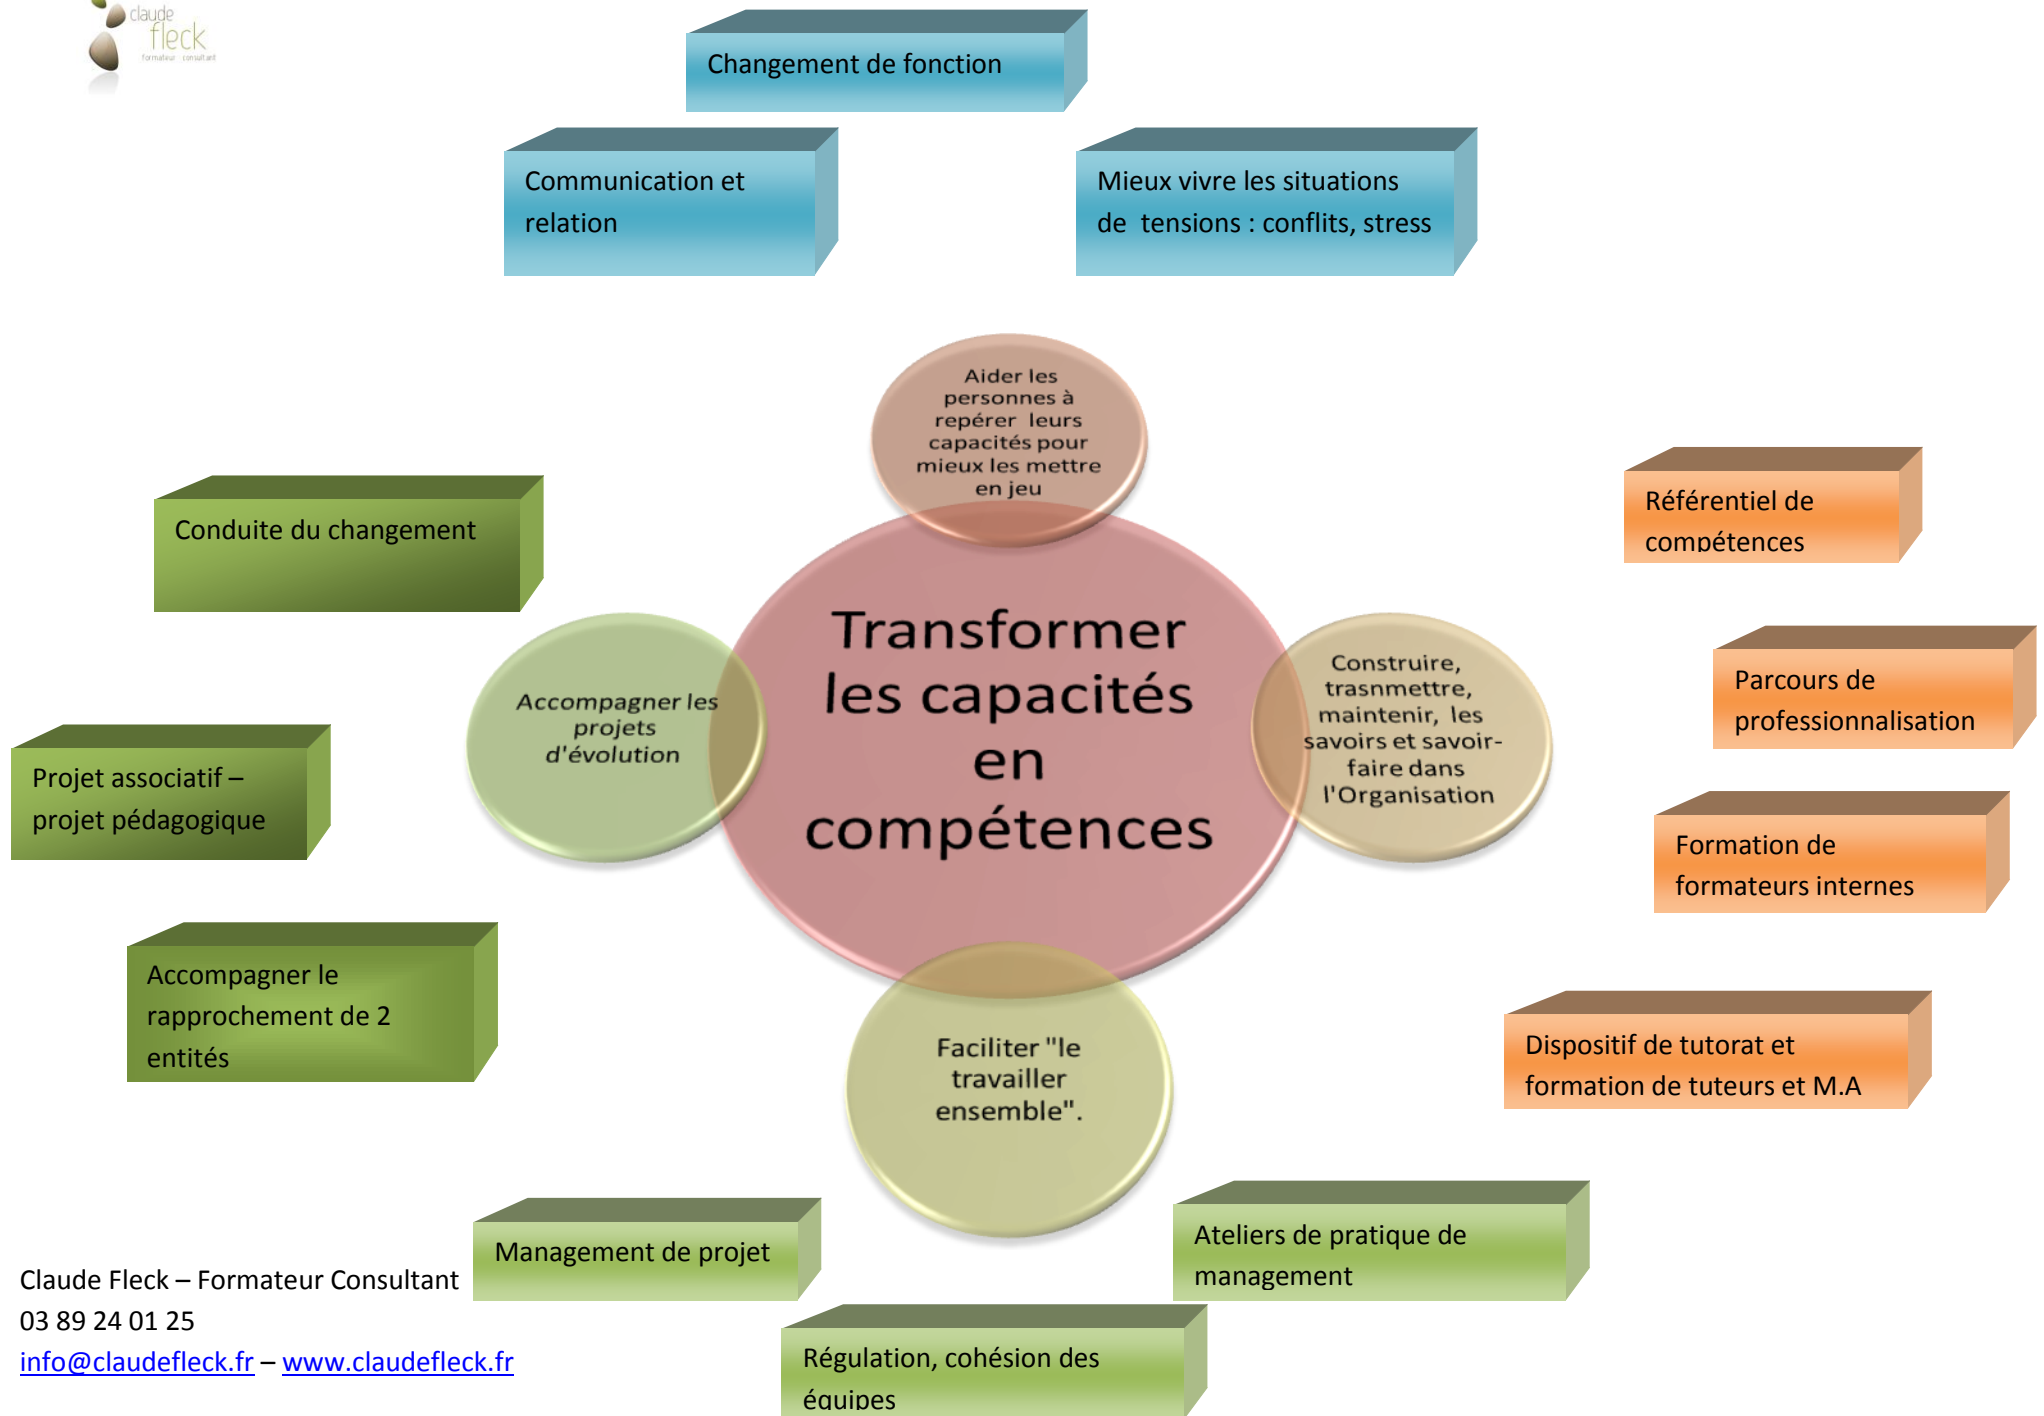 claude
fleck
formateur consultant
Changement de fonction
Communication et
relation
Mieux vivre les situations
de  tensions : conflits, stress
Aider les
personnes à
repérer  leurs
capacités pour
mieux les mettre
en jeu
Conduite du changement
Référentiel de
compétences
Transformer
les capacités
en
compétences
Accompagner les
projets
d'évolution
Construire,
trasnmettre,
maintenir,  les
savoirs et savoir-
faire dans
l'Organisation
Parcours de
professionnalisation
Projet associatif –
projet pédagogique
Formation de
formateurs internes
Accompagner le
rapprochement de 2
entités
Dispositif de tutorat et
formation de tuteurs et M.A
Faciliter "le
travailler
ensemble".
Management de projet
Ateliers de pratique de
management
Régulation, cohésion des
équipes
Claude Fleck – Formateur Consultant
03 89 24 01 25
info@claudefleck.fr – www.claudefleck.fr